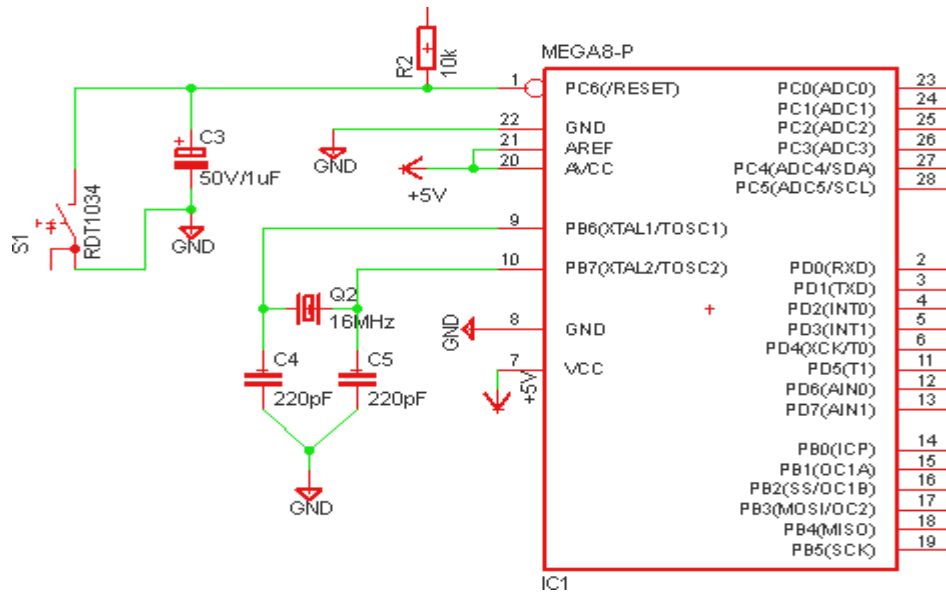 MEGA8-P
R2
10k
1
PC6(/RESET)
22
GND
21
AREF
20
AVCC
9
PB6(XTAL1/TOSC1)
10
PB7(XTAL2/TOSC2)
8
GND
7
VCC
PC0(ADC0)
23
PC1(ADC1)
24
PC2(ADC2)
25
PC3(ADC3)
26
PC4(ADC4/SDA)
27
PC5(ADC5/SCL)
28
PD0(RXD)
2
PD1(TXD)
3
PD2(INT0)
4
PD3(INT1)
5
PD4(XCK/T0)
6
PD5(T1)
11
PD6(AIN0)
12
PD7(AIN1)
13
PB0(ICP)
14
PB1(OC1A)
15
PB2(SS/OC1B)
16
PB3(MOSI/OC2)
17
PB4(MISO)
18
PB5(SCK)
19
IC1
C3
50V/1uF
GND
S1
RDT1034
GND
+5V
Q2
16MHz
C4
220pF
C5
220pF
GND
GND
+5V